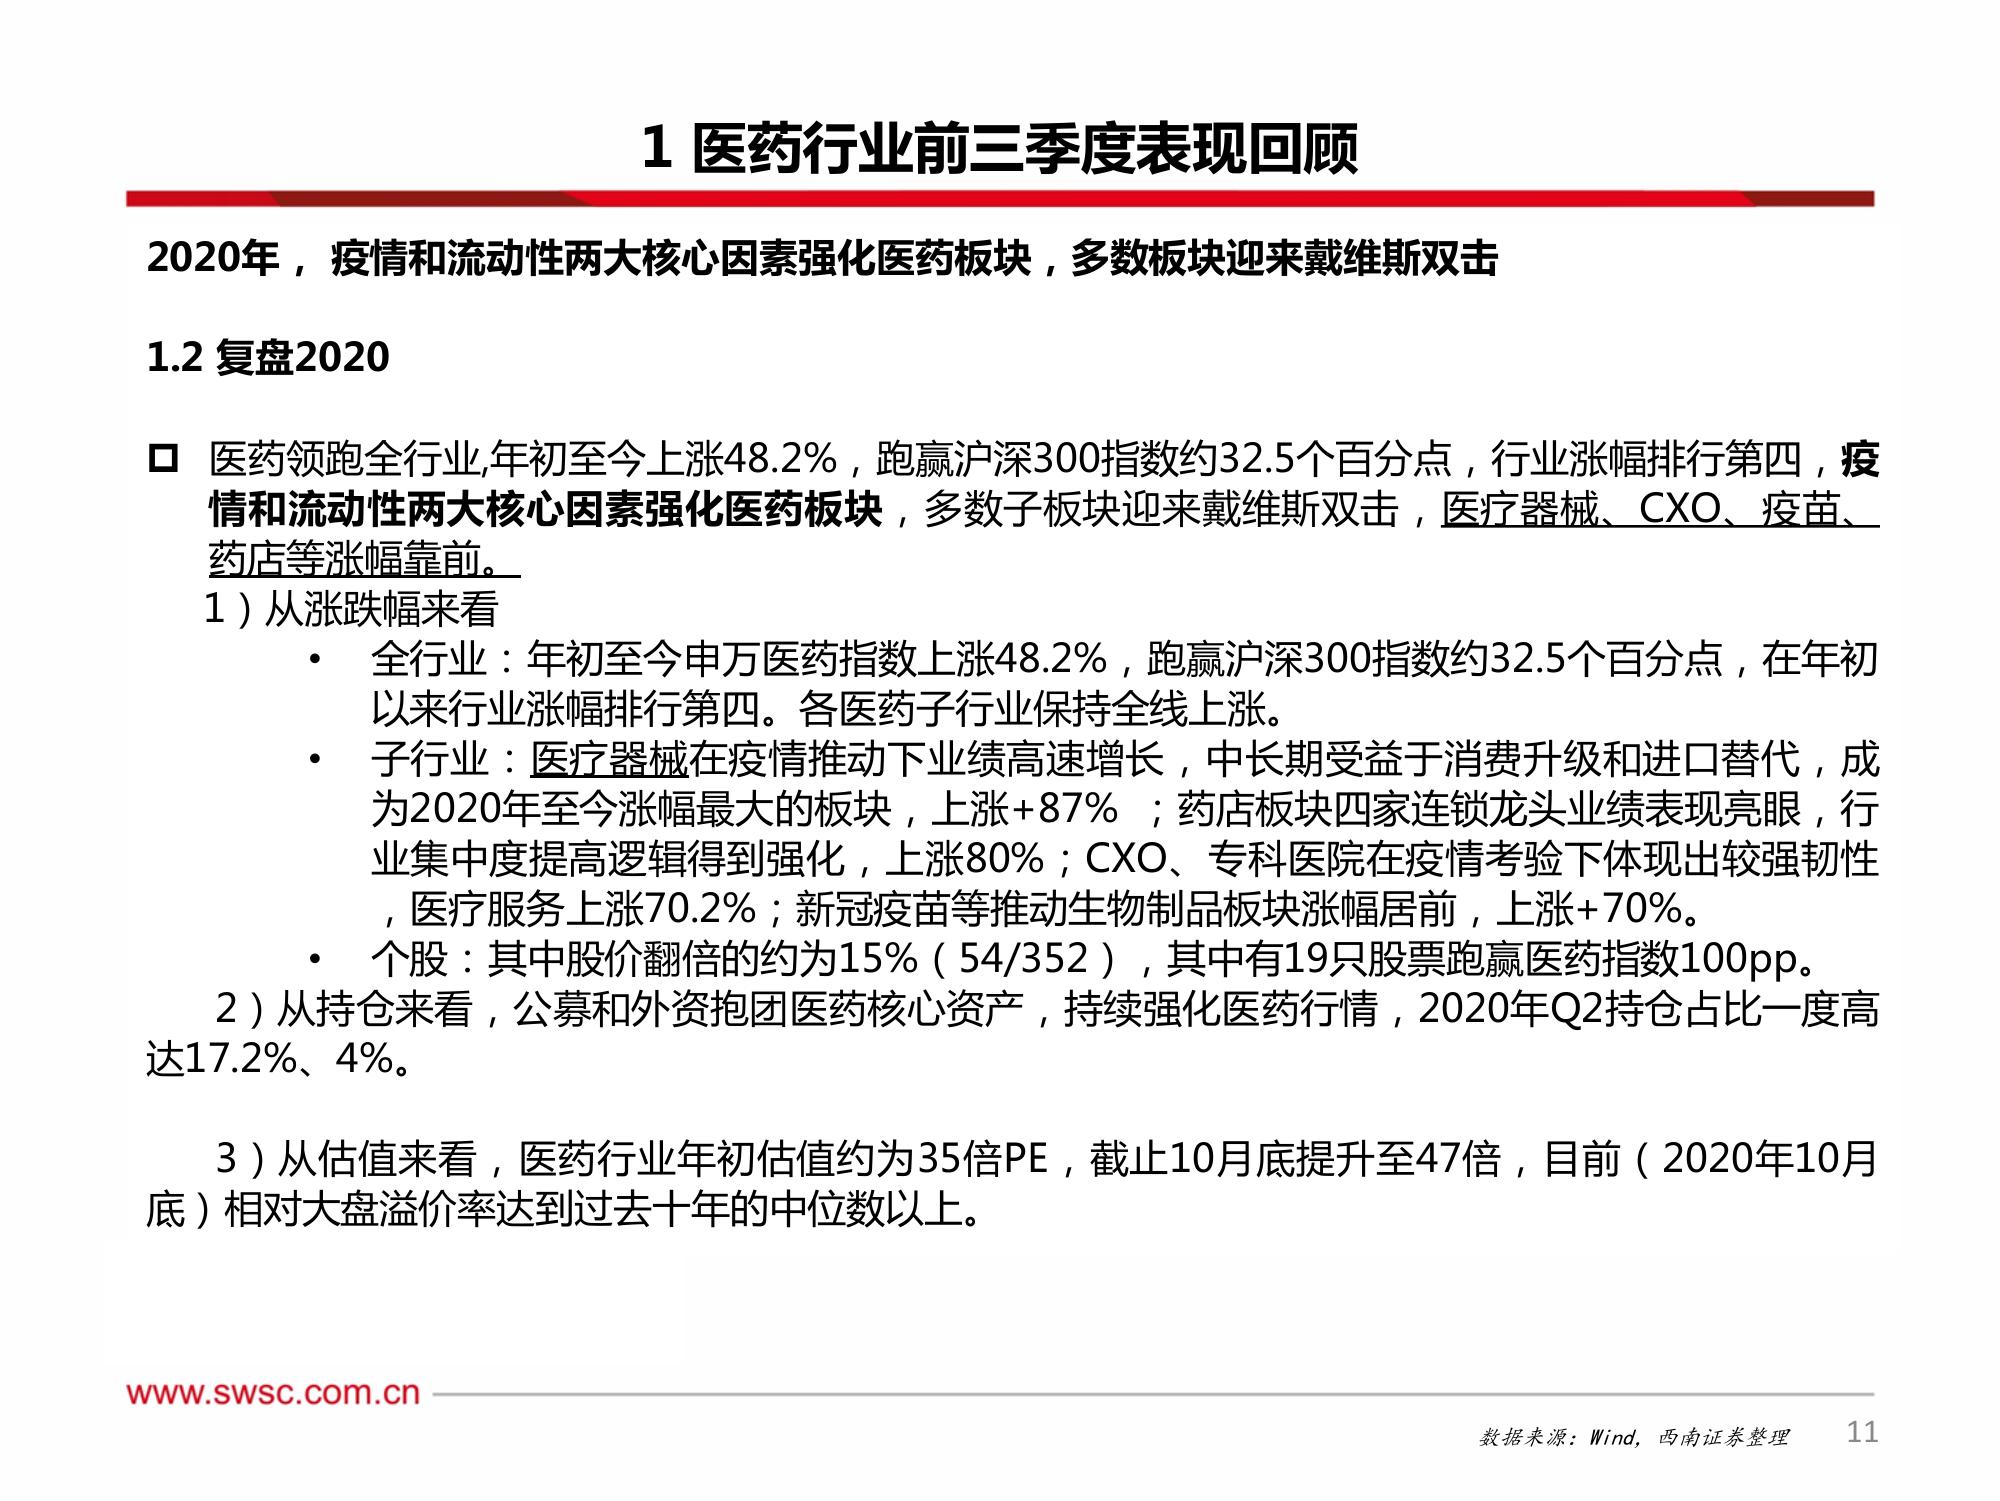 1 医药行业前三季度表现回顾
2020年， 疫情和流动性两大核心因素强化医药板块，多数板块迎来戴维斯双击
1.2 复盘2020
医药领跑全行业,年初至今上涨48.2%，跑赢沪深300指数约32.5个百分点，行业涨幅排行第四，疫
情和流动性两大核心因素强化医药板块，多数子板块迎来戴维斯双击，医疗器械、CXO、疫苗、
药店等涨幅靠前。
1）从涨跌幅来看
• 全行业：年初至今申万医药指数上涨48.2%，跑赢沪深300指数约32.5个百分点，在年初
以来行业涨幅排行第四。各医药子行业保持全线上涨。
• 子行业：医疗器械在疫情推动下业绩高速增长，中长期受益于消费升级和进口替代，成
为2020年至今涨幅最大的板块，上涨+87% ；药店板块四家连锁龙头业绩表现亮眼，行
业集中度提高逻辑得到强化，上涨80%；CXO、专科医院在疫情考验下体现出较强韧性
，医疗服务上涨70.2%；新冠疫苗等推动生物制品板块涨幅居前，上涨+70%。
• 个股：其中股价翻倍的约为15%（54/352），其中有19只股票跑赢医药指数100pp。
2）从持仓来看，公募和外资抱团医药核心资产，持续强化医药行情，2020年Q2持仓占比一度高
达17.2%、4%。
3）从估值来看，医药行业年初估值约为35倍PE，截止10月底提升至47倍，目前（2020年10月
底）相对大盘溢价率达到过去十年的中位数以上。
www.swsc.com.cn
数据来源：Wind，西南证券整理
11